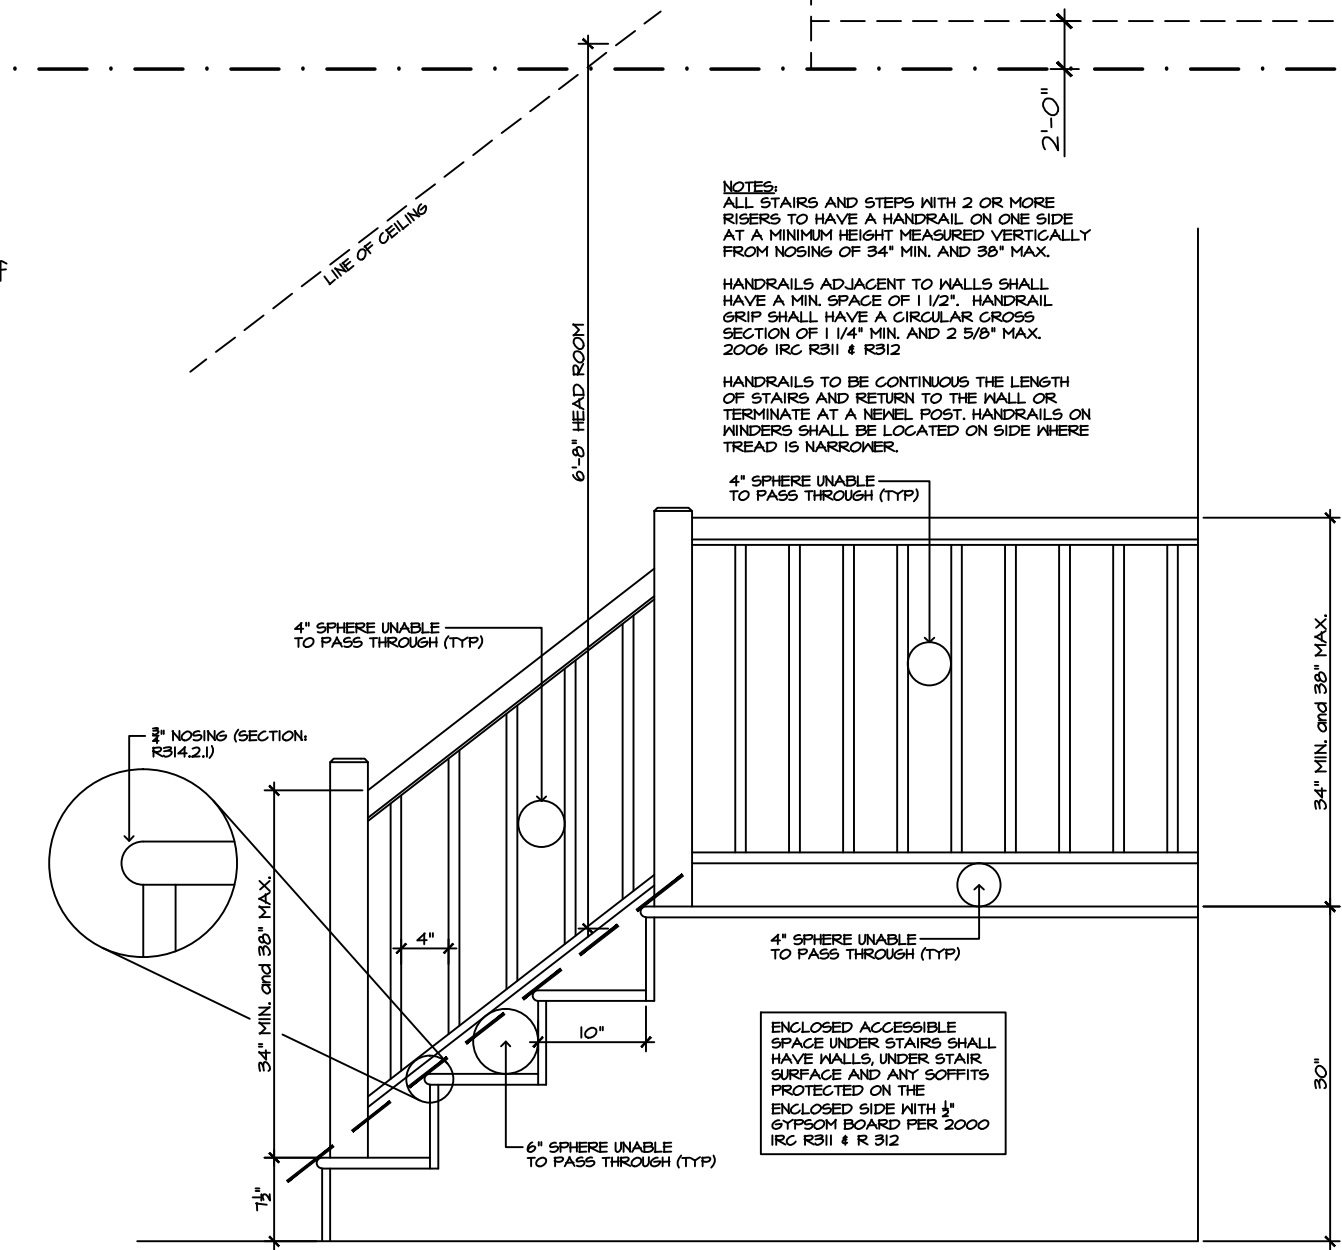 2'-0"
NOTES:
ALL STAIRS AND STEPS WITH 2 OR MORE
RISERS TO HAVE A HANDRAIL ON ONE SIDE
AT A MINIMUM HEIGHT MEASURED VERTICALLY
FROM NOSING OF 34" MIN. AND 38" MAX.
HANDRAILS ADJACENT TO WALLS SHALL
HAVE A MIN. SPACE OF 1 1/2". HANDRAIL
GRIP SHALL HAVE A CIRCULAR CROSS
SECTION OF 1 1/4" MIN. AND 2 5/8" MAX.
2006 IRC R311 & R312
HANDRAILS TO BE CONTINUOUS THE LENGTH
OF STAIRS AND RETURN TO THE WALL OR
TERMINATE AT A NEWEL POST. HANDRAILS ON
WINDERS SHALL BE LOCATED ON SIDE WHERE
TREAD IS NARROWER.
LINE OF CEILING
6'-8" HEAD ROOM
4" SPHERE UNABLE
TO PASS THROUGH (TYP)
4" SPHERE UNABLE
TO PASS THROUGH (TYP)
34" MIN. and 38" MAX.
3/4" NOSING (SECTION:
R314.2.1)
34" MIN. and 38" MAX.
4"
4" SPHERE UNABLE
TO PASS THROUGH (TYP)
10"
ENCLOSED ACCESSIBLE
SPACE UNDER STAIRS SHALL
HAVE WALLS, UNDER STAIR
SURFACE AND ANY SOFFITS
PROTECTED ON THE
ENCLOSED SIDE WITH 1/2"
GYPSOM BOARD PER 2000
IRC R311 & R 312
30"
6" SPHERE UNABLE
TO PASS THROUGH (TYP)
7 1/2"